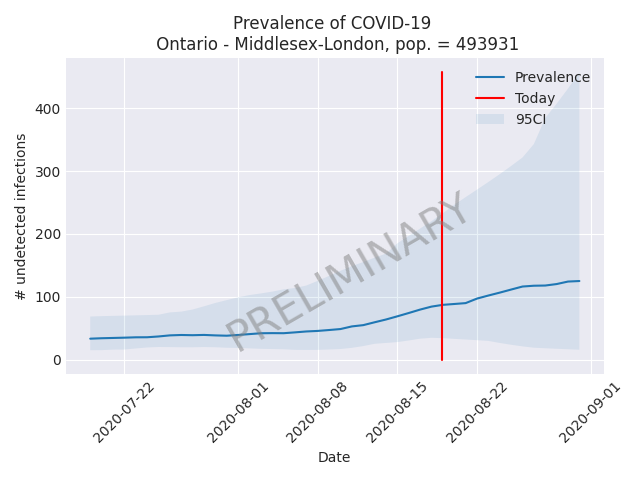 Prevalence of COVID-19
Ontario - Middlesex-London, pop. = 493931
Prevalence
Today
95CI
# undetected infections
400
300
200
100
0
PRELIMINARY
2020-07-22
2020-08-01
2020-08-08
2020-08-15
2020-08-22
2020-09-01
Date